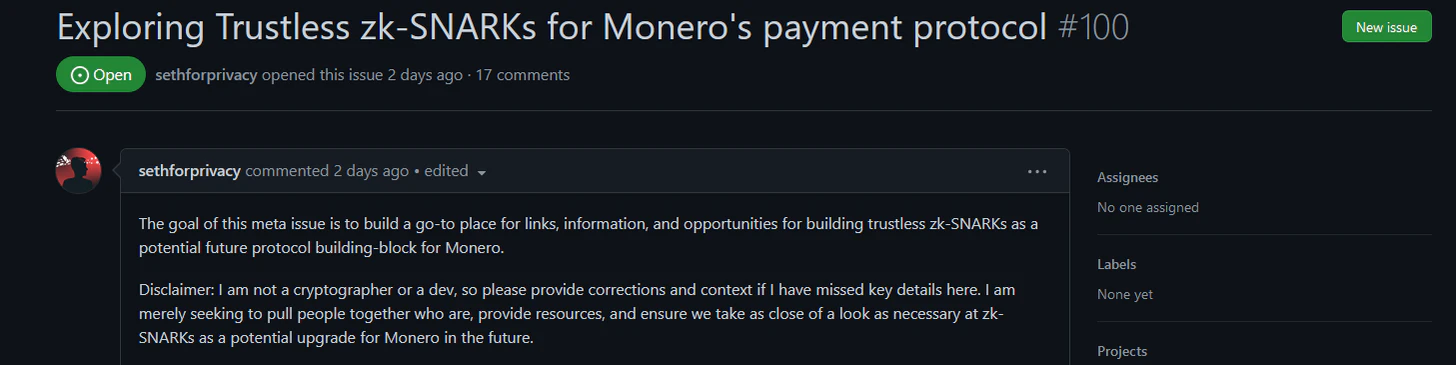 Exploring Trustless zk-SNARKs for Monero's payment protocol #100
New issue
Open
sethforprivacy opened this issue 2 days ago · 17 comments
sethforprivacy commented 2 days ago • edited
The goal of this meta issue is to build a go-to place for links, information, and opportunities for building trustless zk-SNARKs as a
potential future protocol building-block for Monero.
Disclaimer: I am not a cryptographer or a dev, so please provide corrections and context if I have missed key details here. I am
merely seeking to pull people together who are, provide resources, and ensure we take as close of a look as necessary at zk-
SNARKs as a potential upgrade for Monero in the future.
Assignees
No one assigned
Labels
None yet
Projects